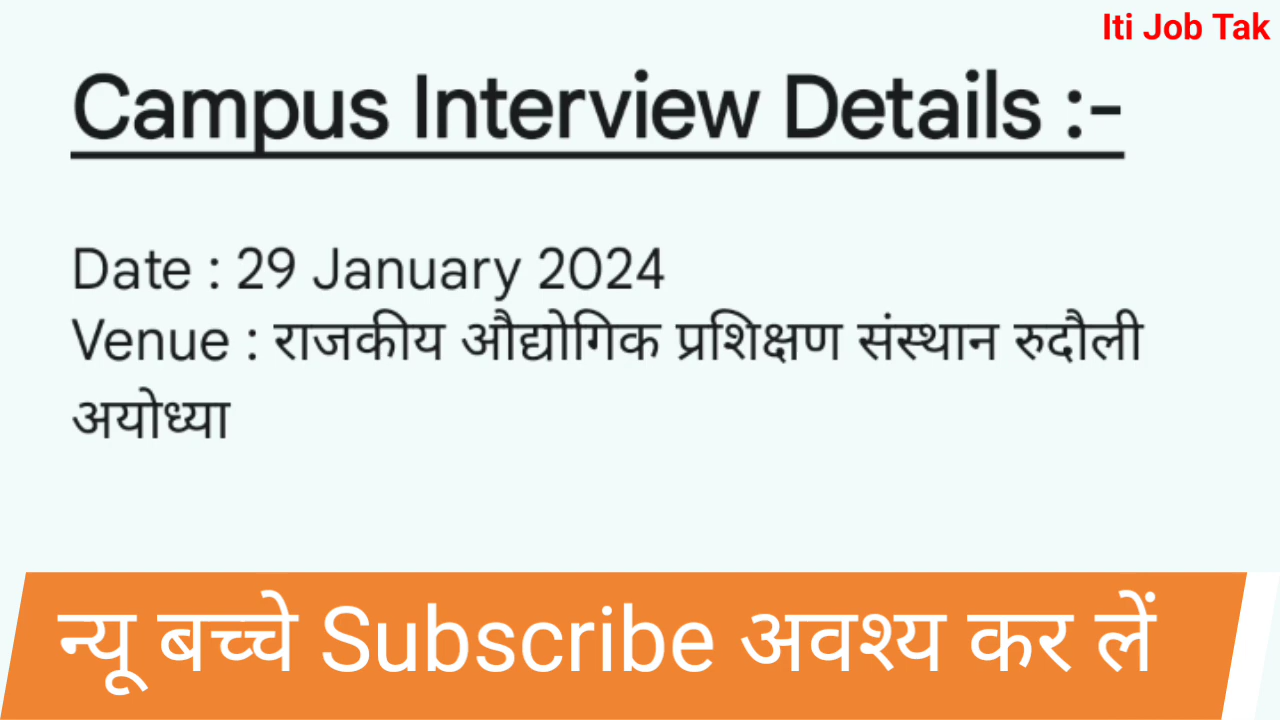 Iti Job Tak
Campus Interview Details :-
Date : 29 January 2024
Venue : राजकीय औद्योगिक प्रशिक्षण संस्थान रुदौली
अयोध्या
न्यू बच्चे Subscribe अवश्य कर लें